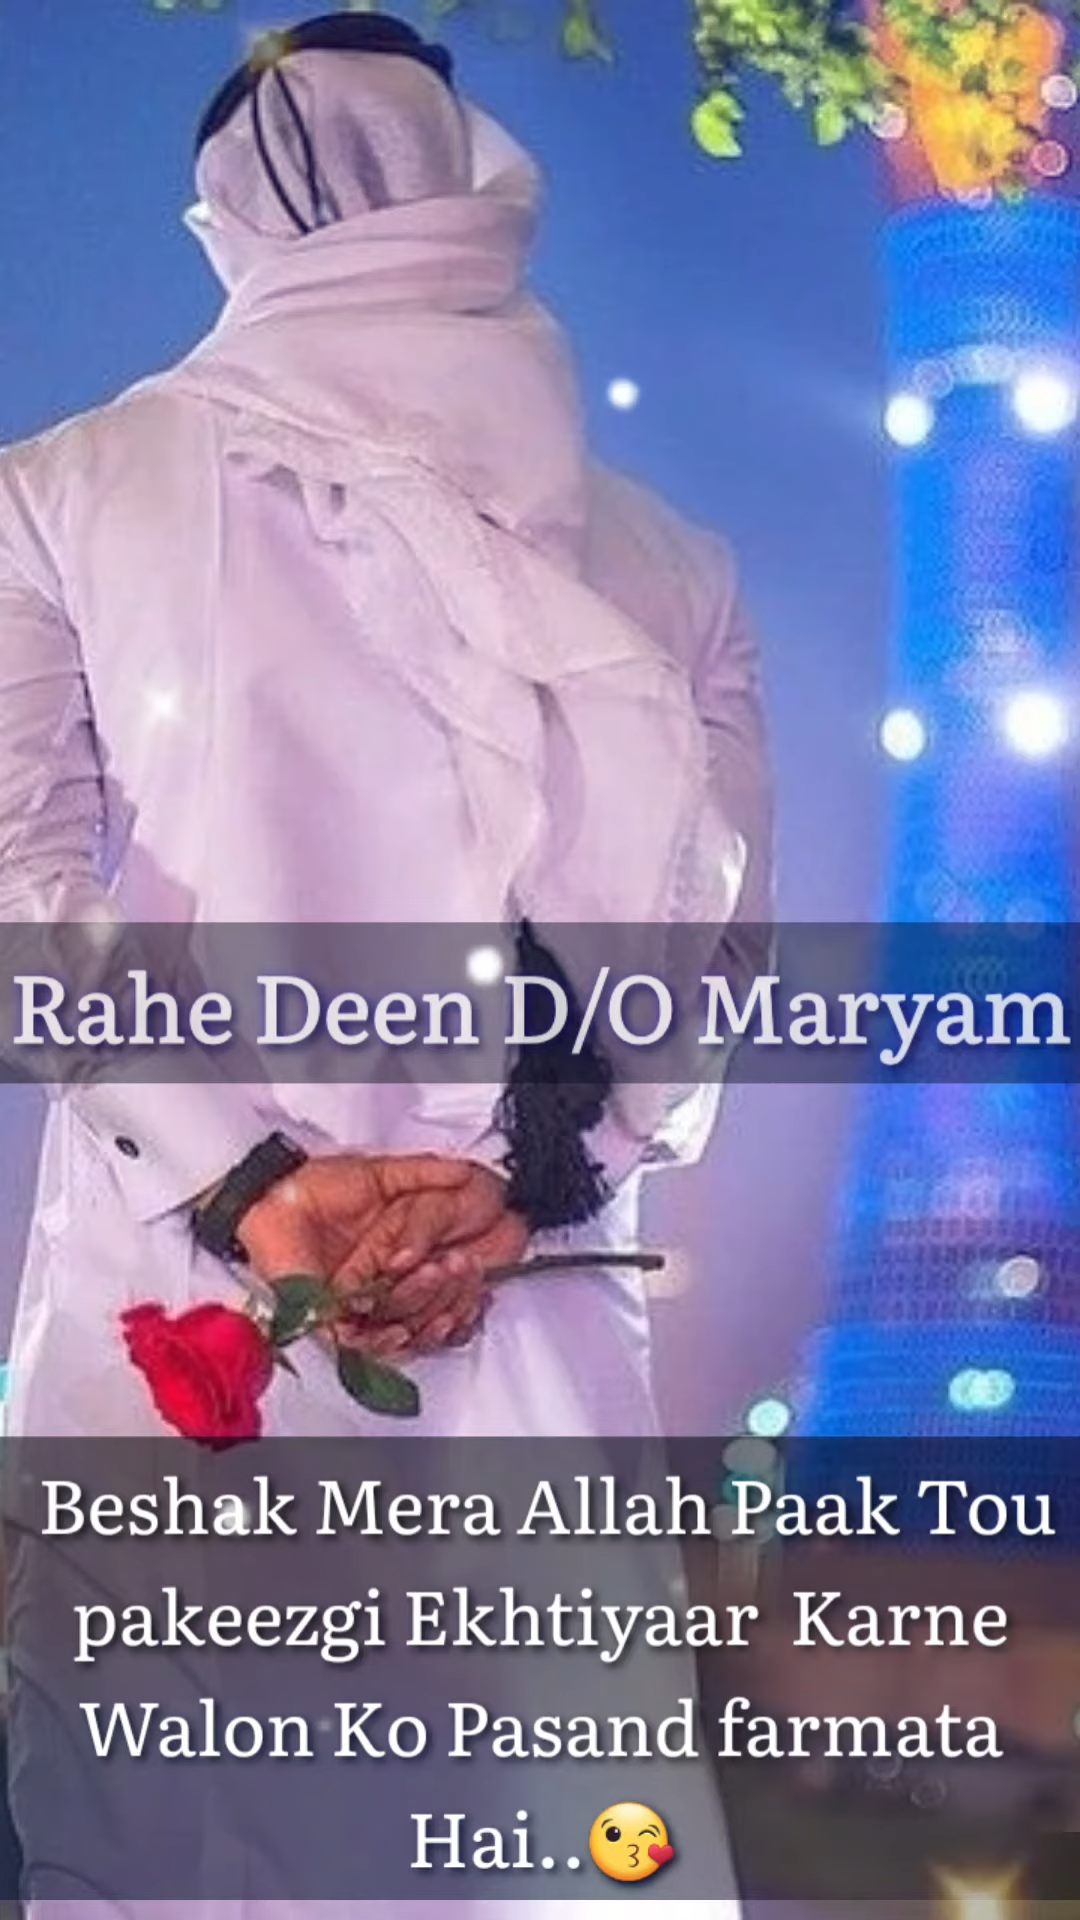 Rahe Deen D/O Maryam
Beshak Mera Allah Paak Tou
pakeezgi Ekhtiyaar Karne
Walon Ko Pasand farmata
Hai..😘